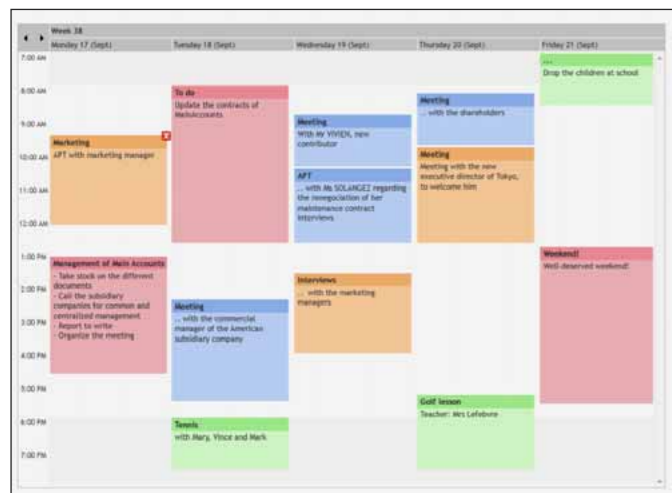 Week 38
Monday 17 (Sept)
Tuesday 18 (Sept)
Wednesday 19 (Sept)
Thursday 20 (Sept)
Friday 21 (Sept)
7:00 AM
8:00 AM
9:00 AM
10:00 AM
11:00 AM
12:00 AM
1:00 PM
2:00 PM
3:00 PM
4:00 PM
5:00 PM
6:00 PM
7:00 PM
Marketing
APT with marketing manager
Management of Main Accounts
- Take stock on the different
documents
- Call the subsidiary
companies for common and
centralized management
- Report to write
- Organize the meeting
To do
Update the contracts of
MainAccounts
Meeting
.. with the commercial
manager of the American
subsidiary company
Tennis
with Mary, Vince and Mark
Meeting
With Mr VIVIEN, new
contributor
APT
.. with Ms SOLANGEZ regarding
the renegociation of her
maintenance contract
interviews
Interviews
... with the marketing
managers
Meeting
.. with the shareholders
Meeting
Meeting with the new
executive director of Tokyo,
to welcome him
Golf lesson
Teacher: Mrs Lefebvre
...
Drop the children at school
Weekend!
Well-deserved weekend!